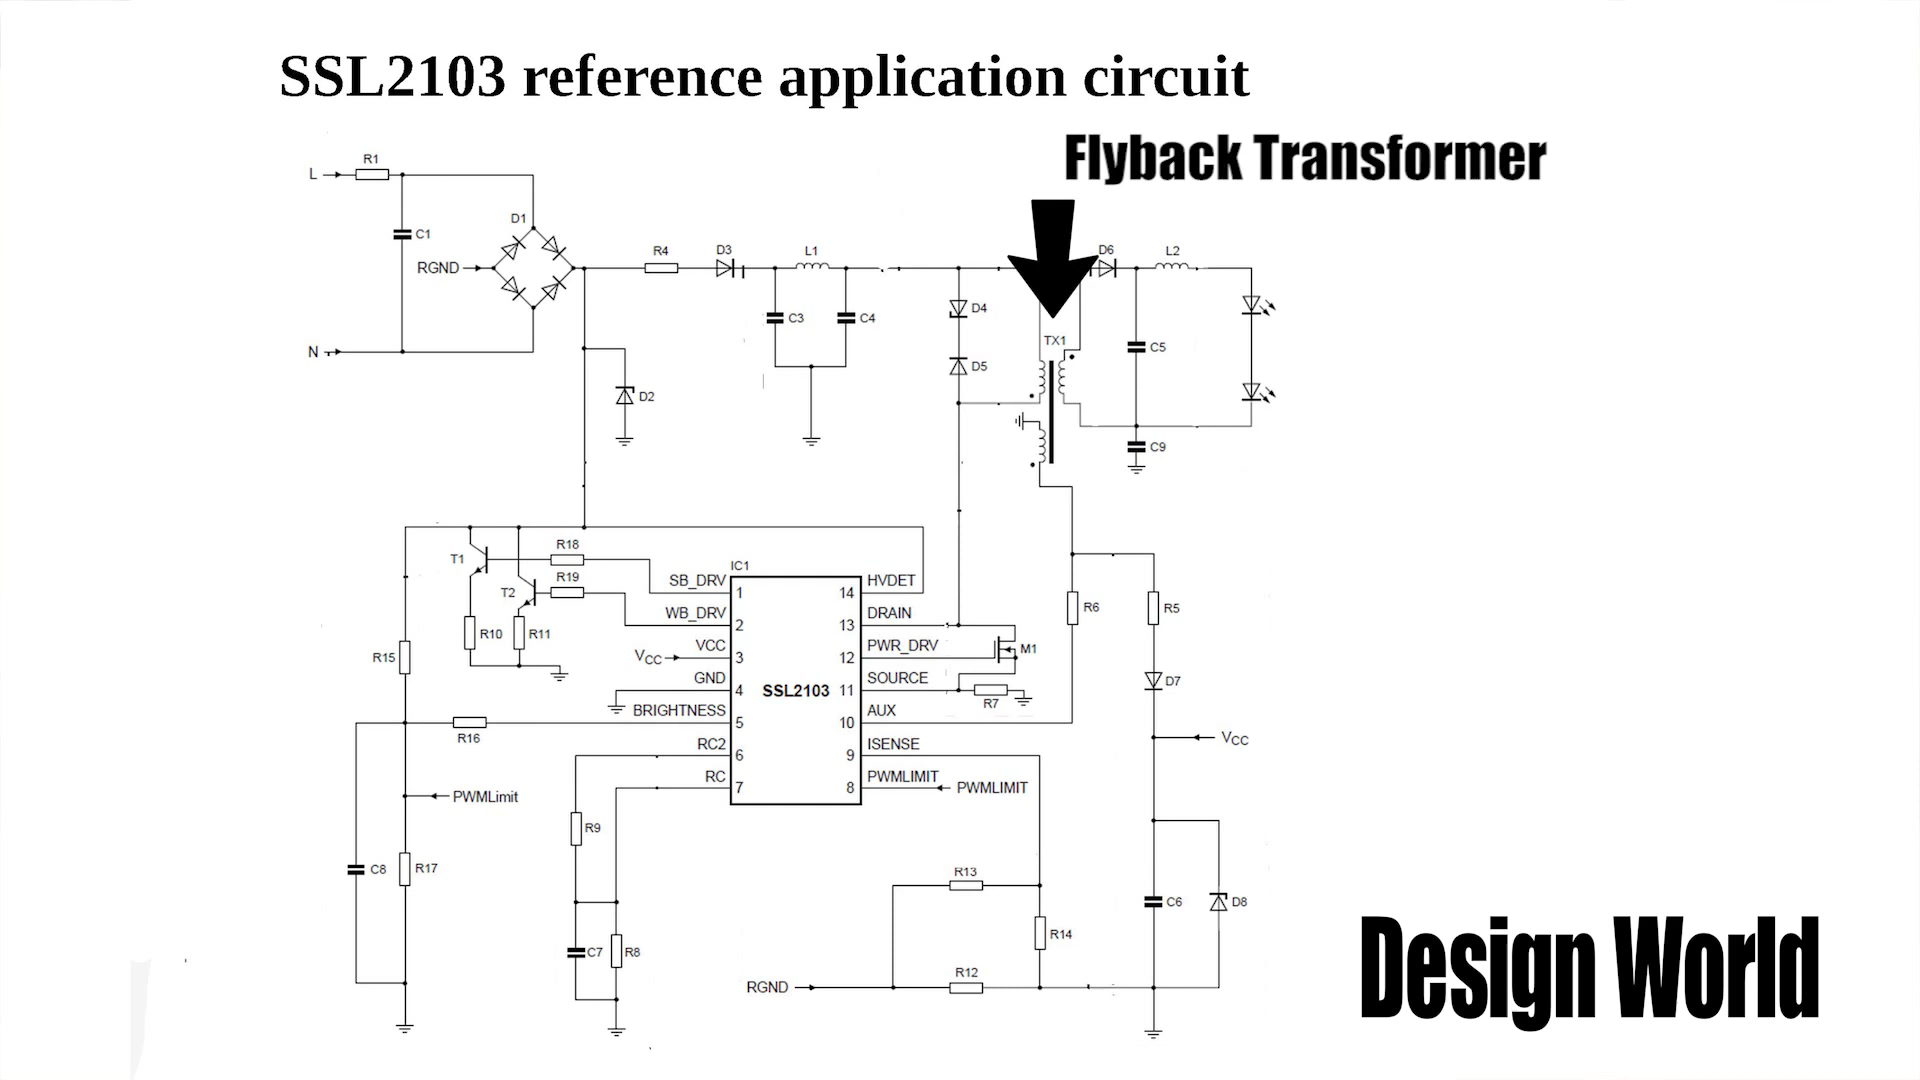 SSL2103 reference application circuit
Flyback Transformer
R1
L
D1
C1
RGND
N
R4
D3
L1
D6
L2
C3
C4
D4
D5
TX1
C5
C9
D2
T1
R18
T2
R19
R10
R11
IC1
SB_DRV
1
14
HVDET
WB_DRV
2
13
DRAIN
VCC
VCC
3
12
PWR_DRV
M1
GND
4
SSL2103
11
SOURCE
R7
BRIGHTNESS
5
10
AUX
RC2
6
9
ISENSE
RC
7
8
PWMLIMIT
PWMLIMIT
R6
R5
D7
VCC
R15
R16
PWMLimit
C8
R17
R9
C7
R8
R13
R14
C6
D8
RGND
R12
Design World